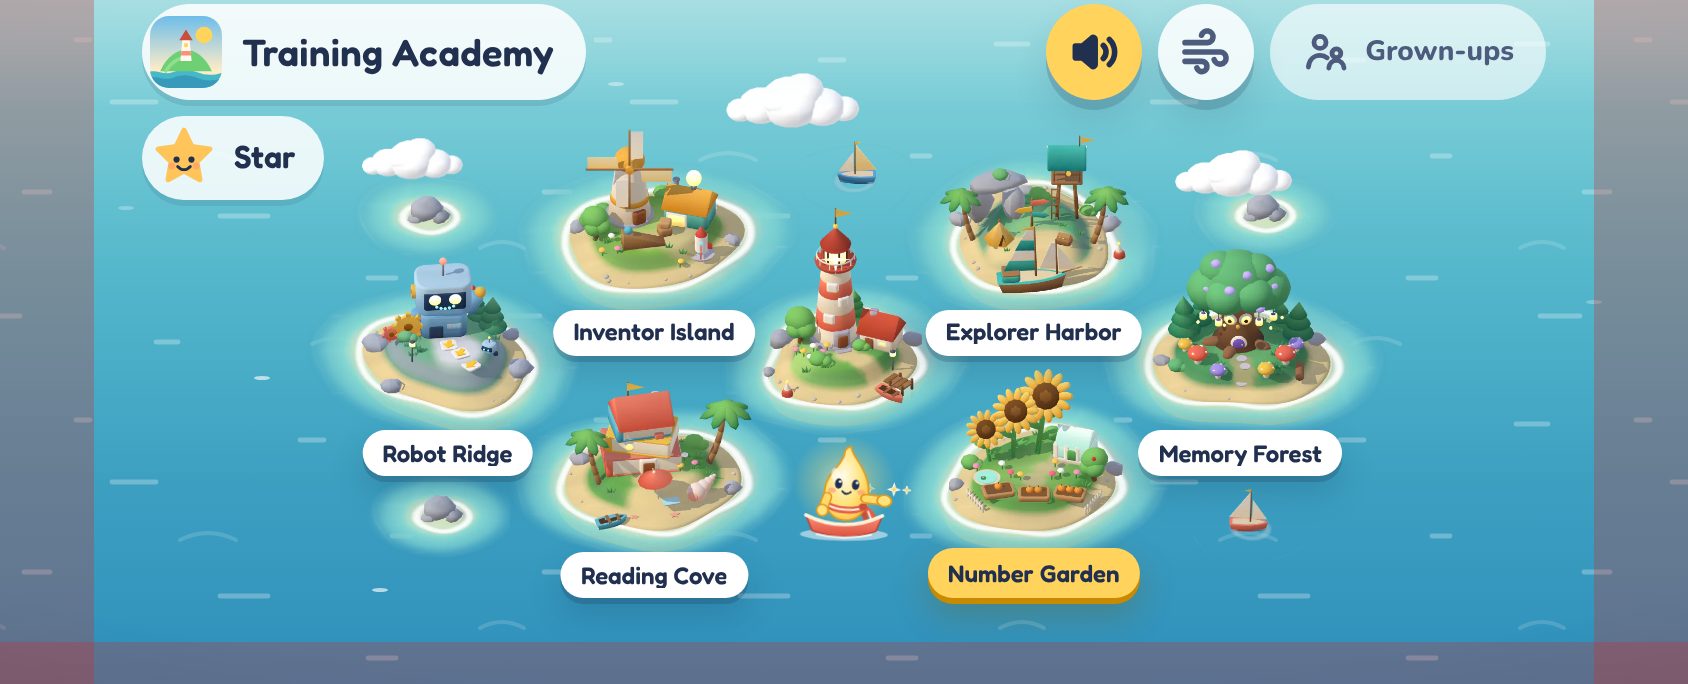 Training Academy
Grown-ups
Star
Inventor Island
Explorer Harbor
Robot Ridge
Memory Forest
Reading Cove
Number Garden